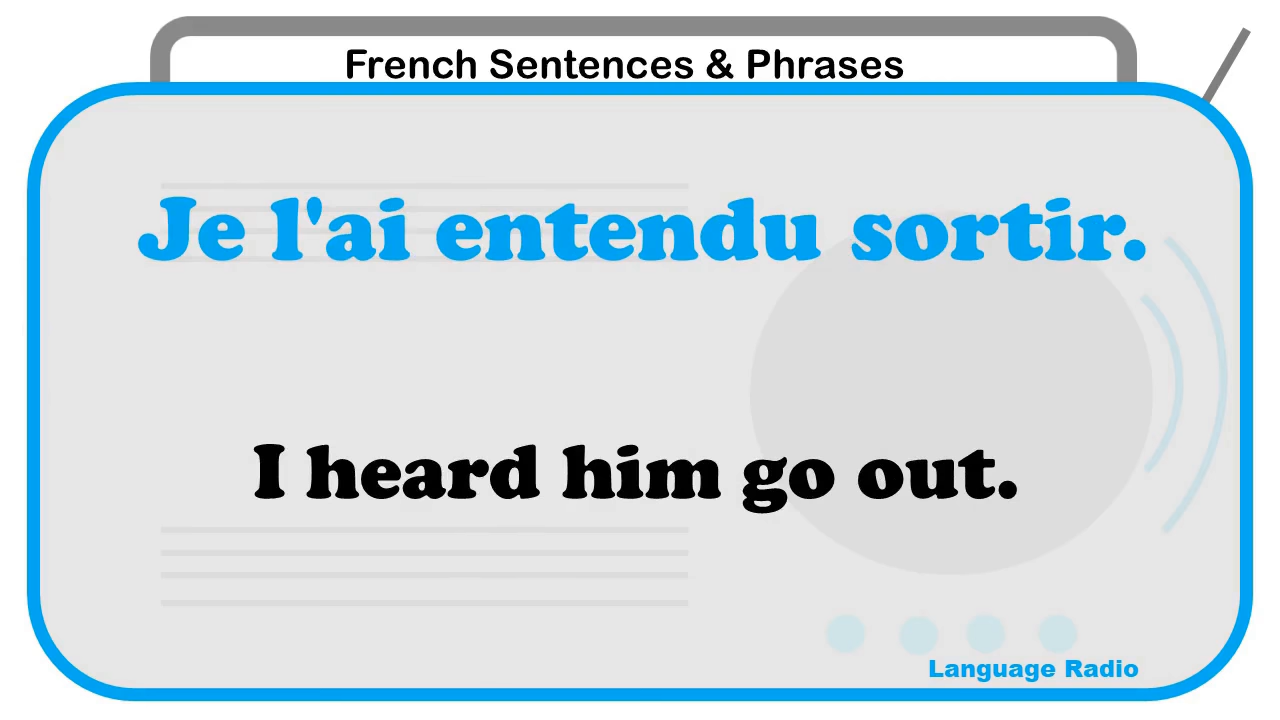 French Sentences & Phrases
Je l'ai entendu sortir.
I heard him go out.
Language Radio